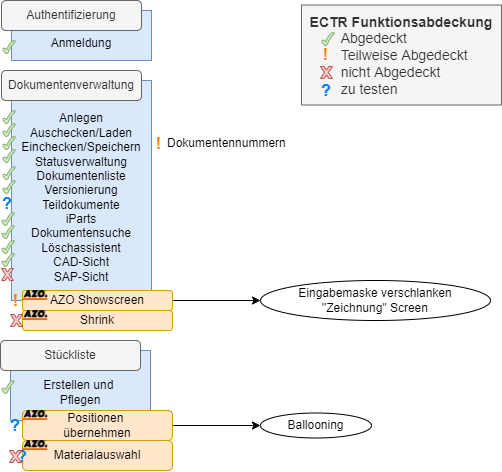 Authentifizierung
Anmeldung
ECTR Funktionsabdeckung
Abgedeckt
! Teilweise Abgedeckt
nicht Abgedeckt
? zu testen
Dokumentenverwaltung
Anlegen
Auschecken/Laden
Einchecken/Speichern
! Dokumentennummern
Statusverwaltung
Dokumentenliste
Versionierung
? Teildokumente
iParts
Dokumentensuche
Löschassistent
CAD-Sicht
SAP-Sicht
! AZO. AZO Showscreen
Eingabemaske verschlanken
"Zeichnung" Screen
AZO. Shrink
Stückliste
Erstellen und
Pflegen
? AZO. Positionen
übernehmen
Ballooning
? AZO. Materialauswahl